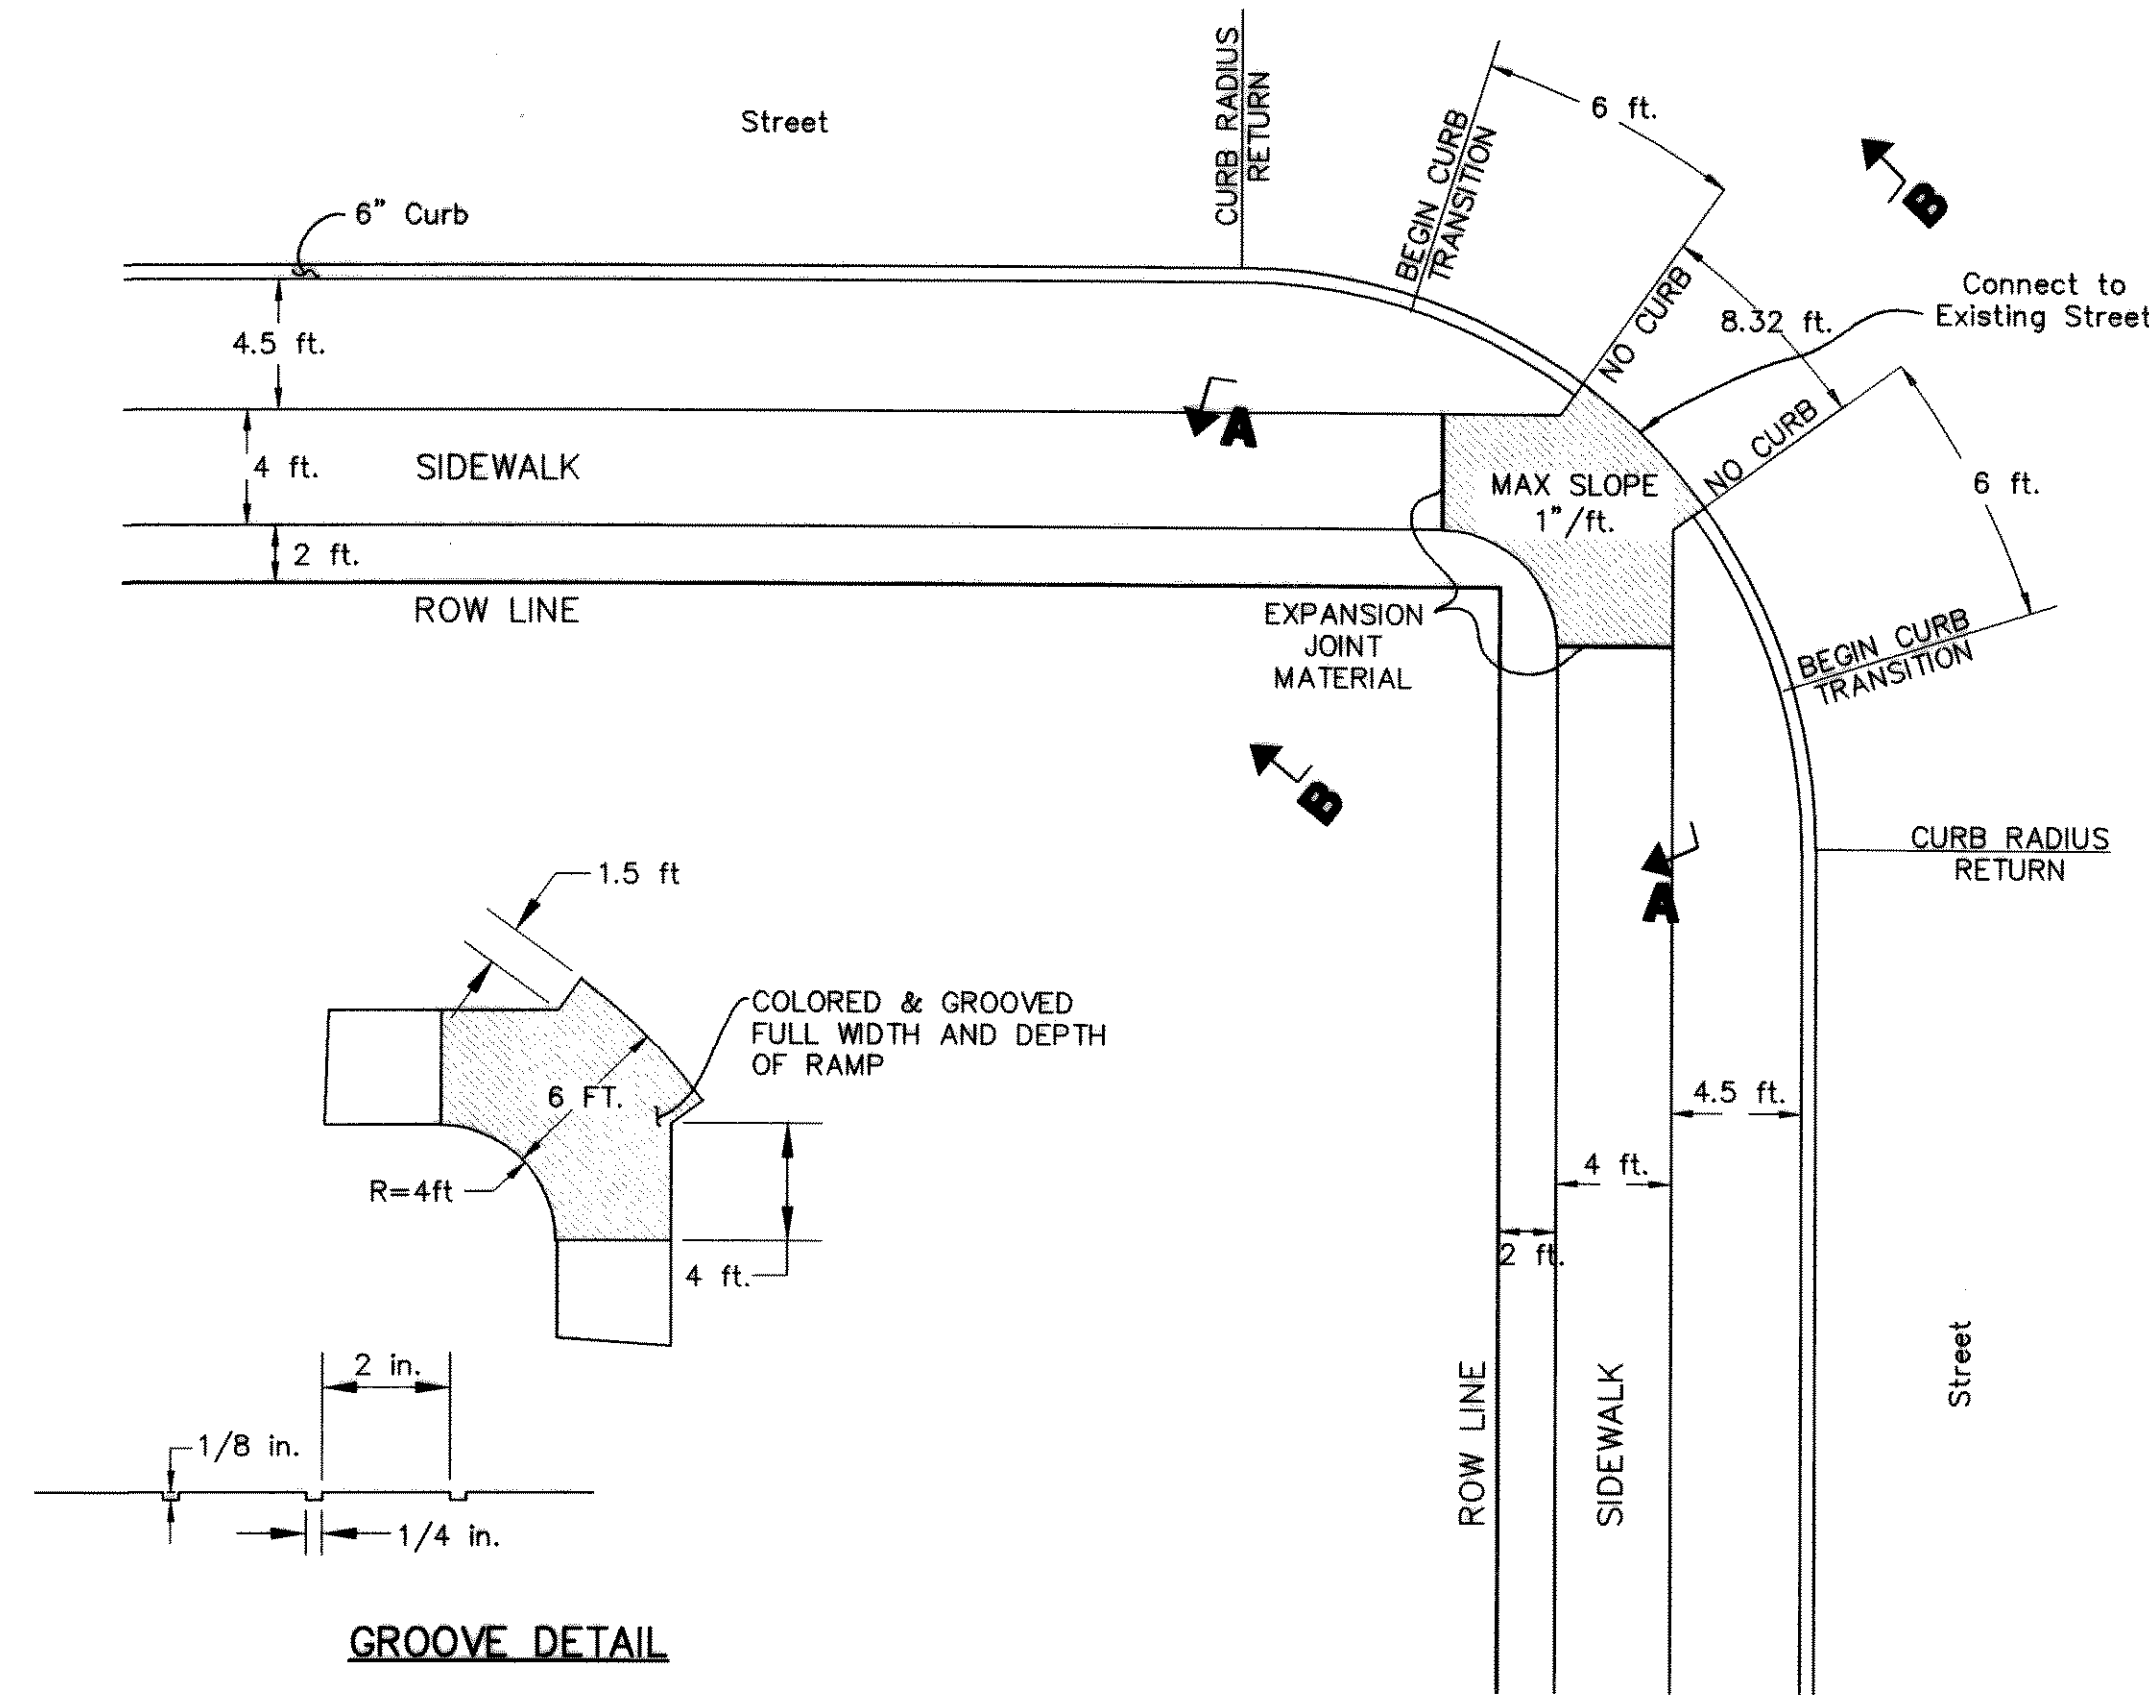 Street
CURB RADIUS
RETURN
BEGIN CURB
TRANSITION
6 ft.
B
6” Curb
NO CURB
8.32 ft.
Connect to
Existing Street
4.5 ft.
A
NO CURB
4 ft.
SIDEWALK
MAX SLOPE
1”/ft.
6 ft.
2 ft.
ROW LINE
EXPANSION
JOINT
MATERIAL
BEGIN CURB
TRANSITION
B
CURB RADIUS
RETURN
A
1.5 ft
COLORED & GROOVED
FULL WIDTH AND DEPTH
OF RAMP
6 FT.
R=4ft
4 ft.
4.5 ft.
4 ft.
2 ft.
ROW LINE
SIDEWALK
Street
2 in.
1/8 in.
1/4 in.
GROOVE DETAIL